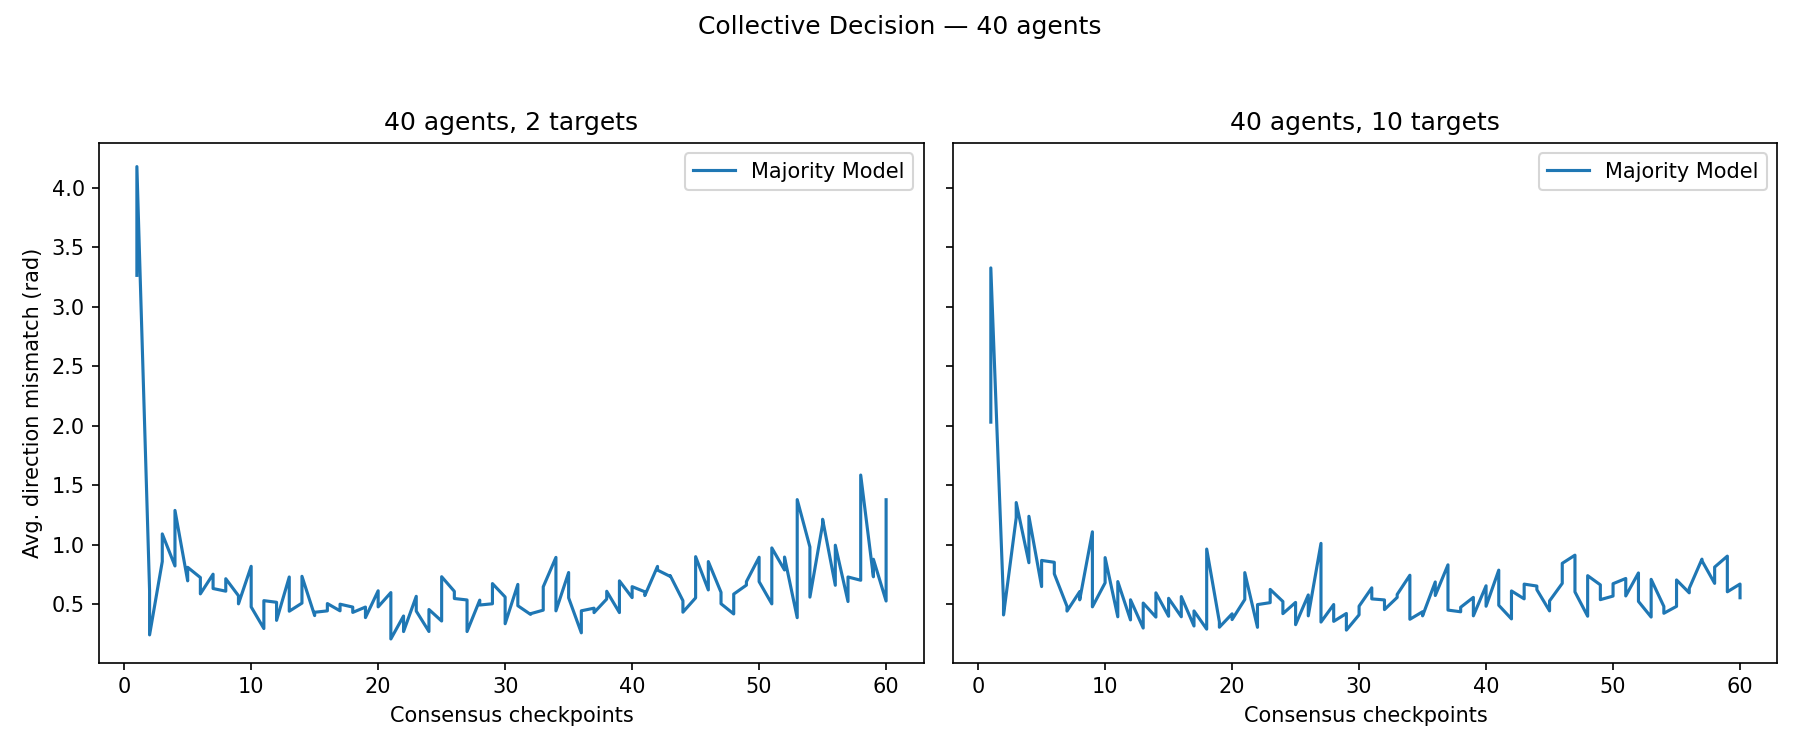 Collective Decision — 40 agents
40 agents, 2 targets
Majority Model
Avg. direction mismatch (rad)
4.0
3.5
3.0
2.5
2.0
1.5
1.0
0.5
0 10 20 30 40 50 60
Consensus checkpoints
40 agents, 10 targets
Majority Model
0 10 20 30 40 50 60
Consensus checkpoints